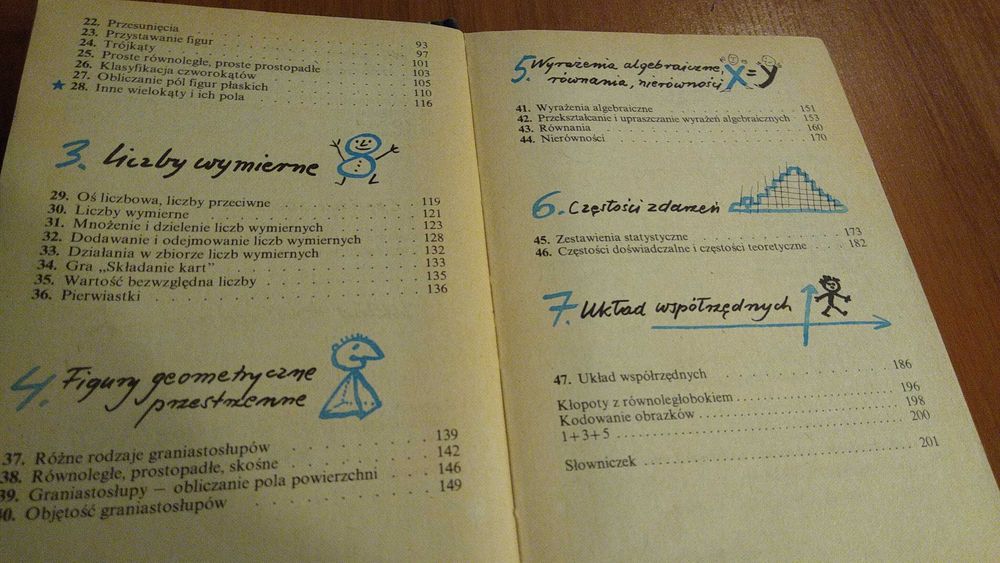 22. Przesunięcia 93
23. Przystawanie figur 97
24. Trójkąty 101
25. Proste równoległe, proste prostopadłe 103
26. Klasyfikacja czworokątów 105
27. Obliczanie pól figur płaskich 110
★ 28. Inne wielokąty i ich pola 116
3. Liczby wymierne
29. Oś liczbowa, liczby przeciwne 119
30. Liczby wymierne 121
31. Mnożenie i dzielenie liczb wymiernych 123
32. Dodawanie i odejmowanie liczb wymiernych 128
33. Działania w zbiorze liczb wymiernych 132
34. Gra „Składanie kart” 133
35. Wartość bezwzględna liczby 135
36. Pierwiastki 136
4. Figury geometryczne
przestrzenne
37. Różne rodzaje graniastosłupów 139
38. Równoległe, prostopadłe, skośne 142
39. Graniastosłupy – obliczanie pola powierzchni 146
40. Objętość graniastosłupów 149
5. Wyrażenia algebraiczne,
równania, nierówności x=y
41. Wyrażenia algebraiczne 151
42. Przekształcanie i upraszczanie wyrażeń algebraicznych 153
43. Równania 160
44. Nierówności 170
6. Częstości zdarzeń
45. Zestawienia statystyczne 173
46. Częstości doświadczalne i częstości teoretyczne 182
7. Układ współrzędnych
47. Układ współrzędnych 186
Kłopoty z równoległobokiem 196
Kodowanie obrazków 198
1+3+5 200
Słowniczek 201